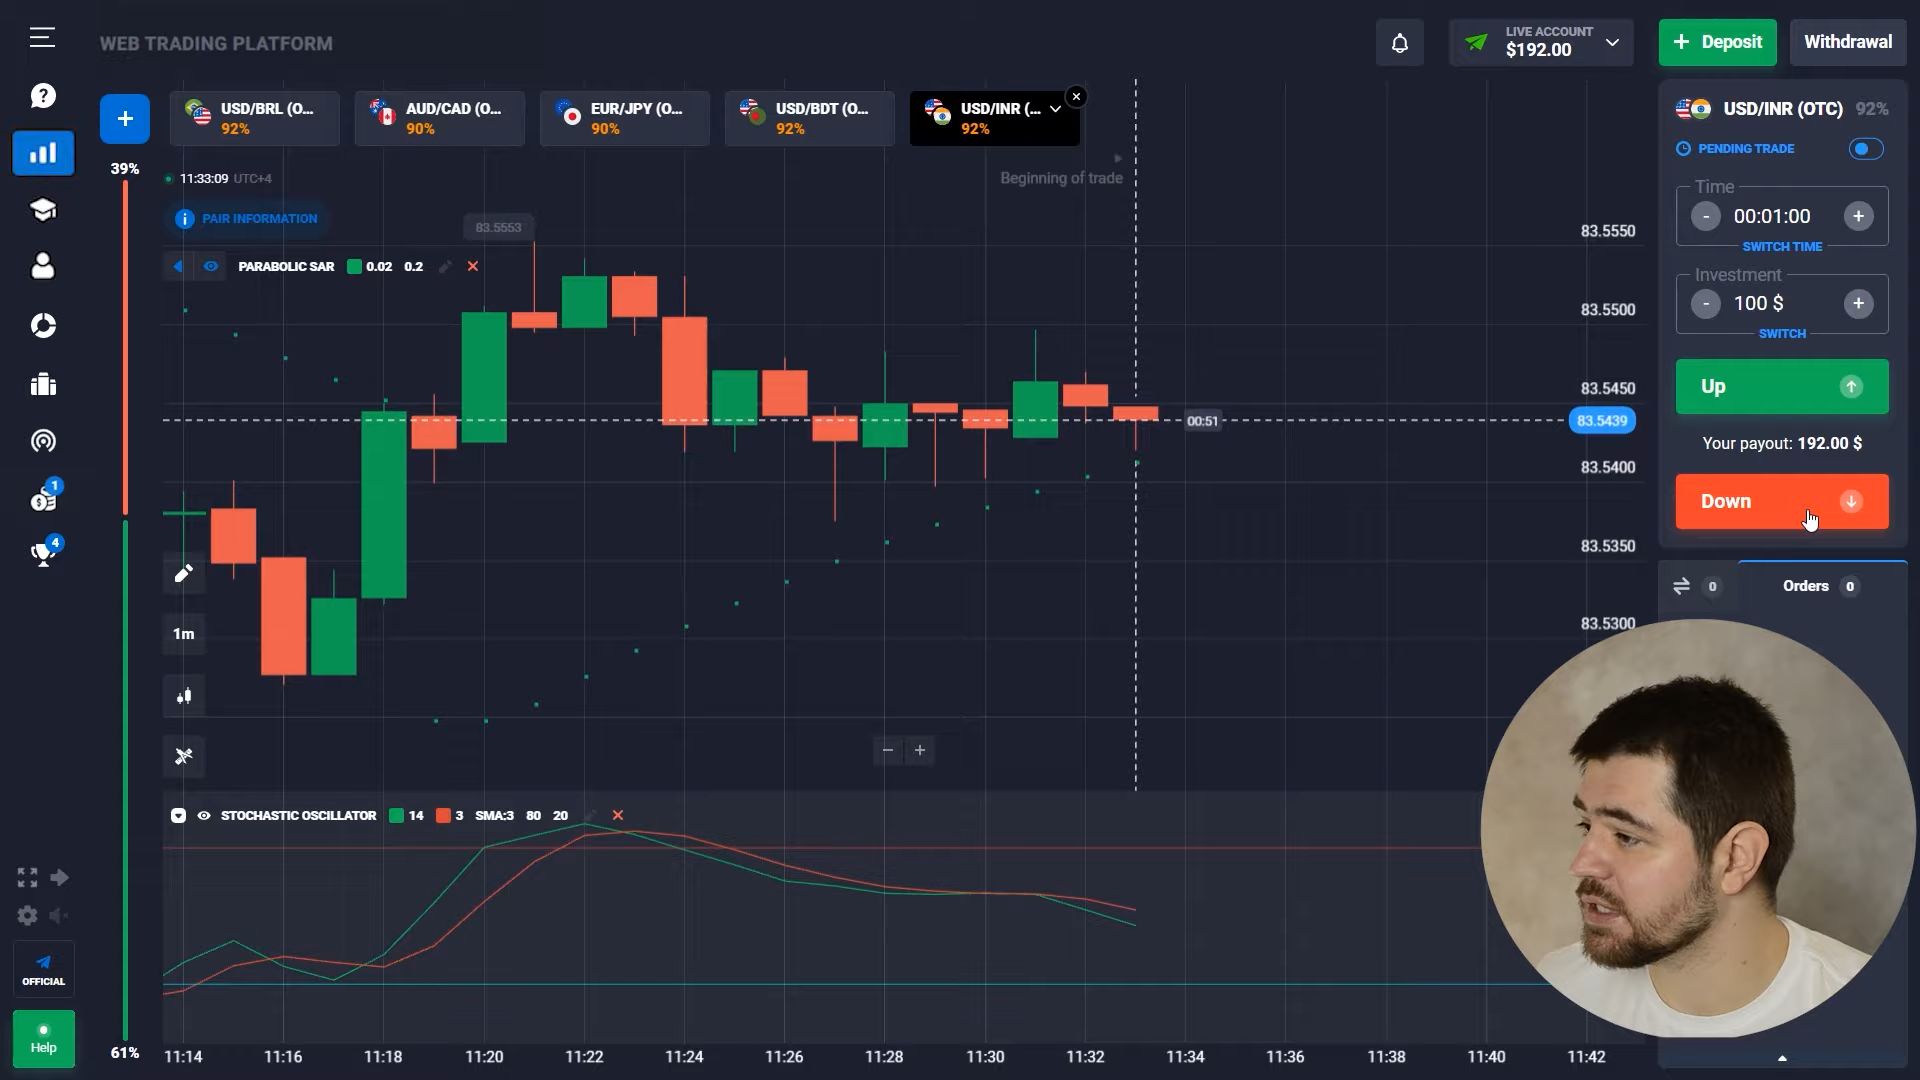 WEB TRADING PLATFORM
LIVE ACCOUNT
$192.00
+ Deposit
Withdrawal
+
USD/BRL (O...
92%
AUD/CAD (O...
90%
EUR/JPY (O...
90%
USD/BDT (O...
92%
USD/INR (...
92%
USD/INR (OTC) 92%
PENDING TRADE
Time
- 00:01:00 +
SWITCH TIME
Investment
- 100 $ +
SWITCH
Up
Your payout: 192.00 $
Down
0
Orders 0
39%
11:33:09 UTC+4
Beginning of trade
PAIR INFORMATION
83.5553
PARABOLIC SAR 0.02 0.2
83.5550
83.5500
83.5450
00:51
83.5439
83.5400
83.5350
83.5300
1
4
1m
− +
STOCHASTIC OSCILLATOR 14 3 SMA:3 80 20
OFFICIAL
Help
61%
11:14 11:16 11:18 11:20 11:22 11:24 11:26 11:28 11:30 11:32 11:34 11:36 11:38 11:40 11:42